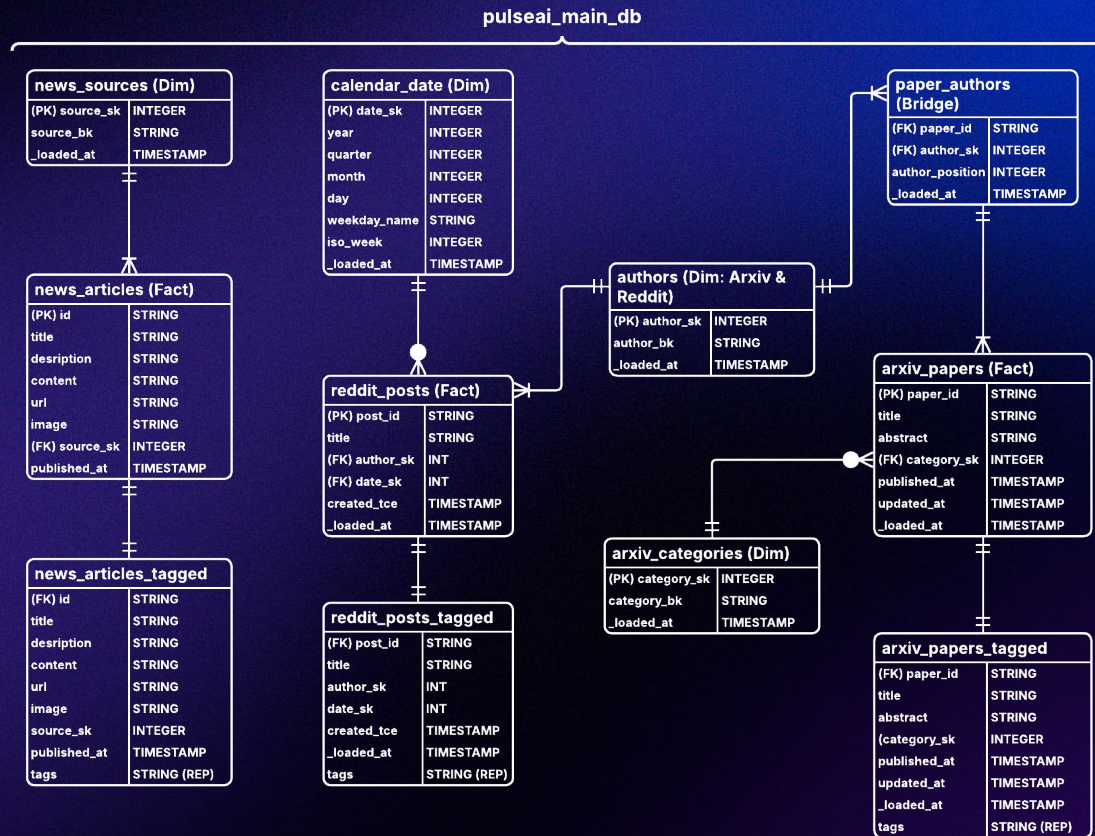 pulseai_main_db
news_sources (Dim)
(PK) source_sk INTEGER
source_bk STRING
_loaded_at TIMESTAMP
news_articles (Fact)
(PK) id STRING
title STRING
desription STRING
content STRING
url STRING
image STRING
(FK) source_sk INTEGER
published_at TIMESTAMP
news_articles_tagged
(FK) id STRING
title STRING
desription STRING
content STRING
url STRING
image STRING
source_sk INTEGER
published_at TIMESTAMP
tags STRING (REP)
calendar_date (Dim)
(PK) date_sk INTEGER
year INTEGER
quarter INTEGER
month INTEGER
day INTEGER
weekday_name STRING
iso_week INTEGER
_loaded_at TIMESTAMP
reddit_posts (Fact)
(PK) post_id STRING
title STRING
(FK) author_sk INT
(FK) date_sk INT
created_tce TIMESTAMP
_loaded_at TIMESTAMP
reddit_posts_tagged
(FK) post_id STRING
title STRING
author_sk INT
date_sk INT
created_tce TIMESTAMP
_loaded_at TIMESTAMP
tags STRING (REP)
authors (Dim: Arxiv &
Reddit)
(PK) author_sk INTEGER
author_bk STRING
_loaded_at TIMESTAMP
arxiv_categories (Dim)
(PK) category_sk INTEGER
category_bk STRING
_loaded_at TIMESTAMP
paper_authors
(Bridge)
(FK) paper_id STRING
(FK) author_sk INTEGER
author_position INTEGER
_loaded_at TIMESTAMP
arxiv_papers (Fact)
(PK) paper_id STRING
title STRING
abstract STRING
(FK) category_sk INTEGER
published_at TIMESTAMP
updated_at TIMESTAMP
_loaded_at TIMESTAMP
arxiv_papers_tagged
(FK) paper_id STRING
title STRING
abstract STRING
(category_sk INTEGER
published_at TIMESTAMP
updated_at TIMESTAMP
_loaded_at TIMESTAMP
tags STRING (REP)